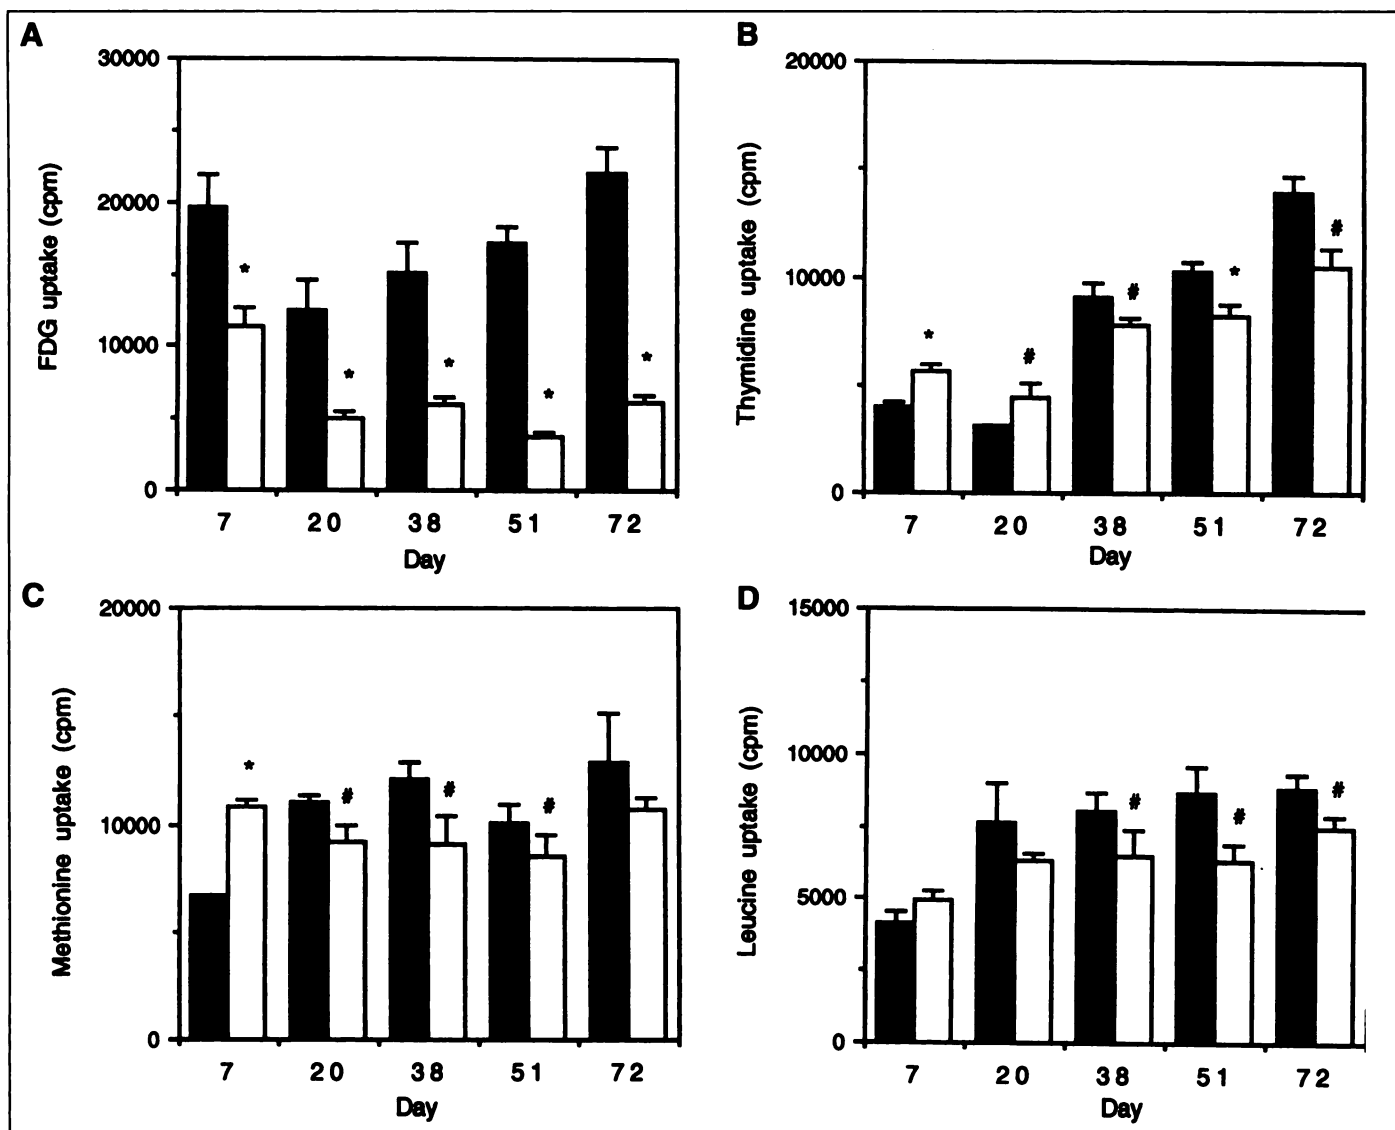 A
30000
20000
10000
0
FDG uptake (cpm)
*
*
*
*
*
7 20 38 51 72
Day
B
20000
10000
0
Thymidine uptake (cpm)
*
#
#
*
#
7 20 38 51 72
Day
C
20000
10000
0
Methionine uptake (cpm)
*
#
#
#
7 20 38 51 72
Day
D
15000
10000
5000
0
Leucine uptake (cpm)
#
#
#
7 20 38 51 72
Day